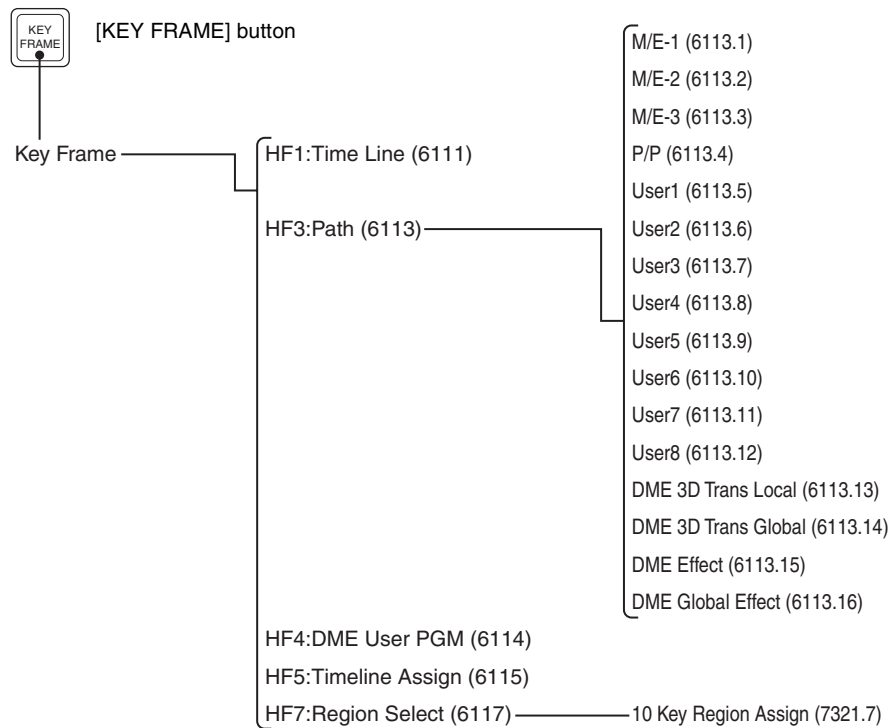 KEY
FRAME
[KEY FRAME] button
Key Frame
HF1:Time Line (6111)
HF3:Path (6113)
M/E-1 (6113.1)
M/E-2 (6113.2)
M/E-3 (6113.3)
P/P (6113.4)
User1 (6113.5)
User2 (6113.6)
User3 (6113.7)
User4 (6113.8)
User5 (6113.9)
User6 (6113.10)
User7 (6113.11)
User8 (6113.12)
DME 3D Trans Local (6113.13)
DME 3D Trans Global (6113.14)
DME Effect (6113.15)
DME Global Effect (6113.16)
HF4:DME User PGM (6114)
HF5:Timeline Assign (6115)
HF7:Region Select (6117)
10 Key Region Assign (7321.7)